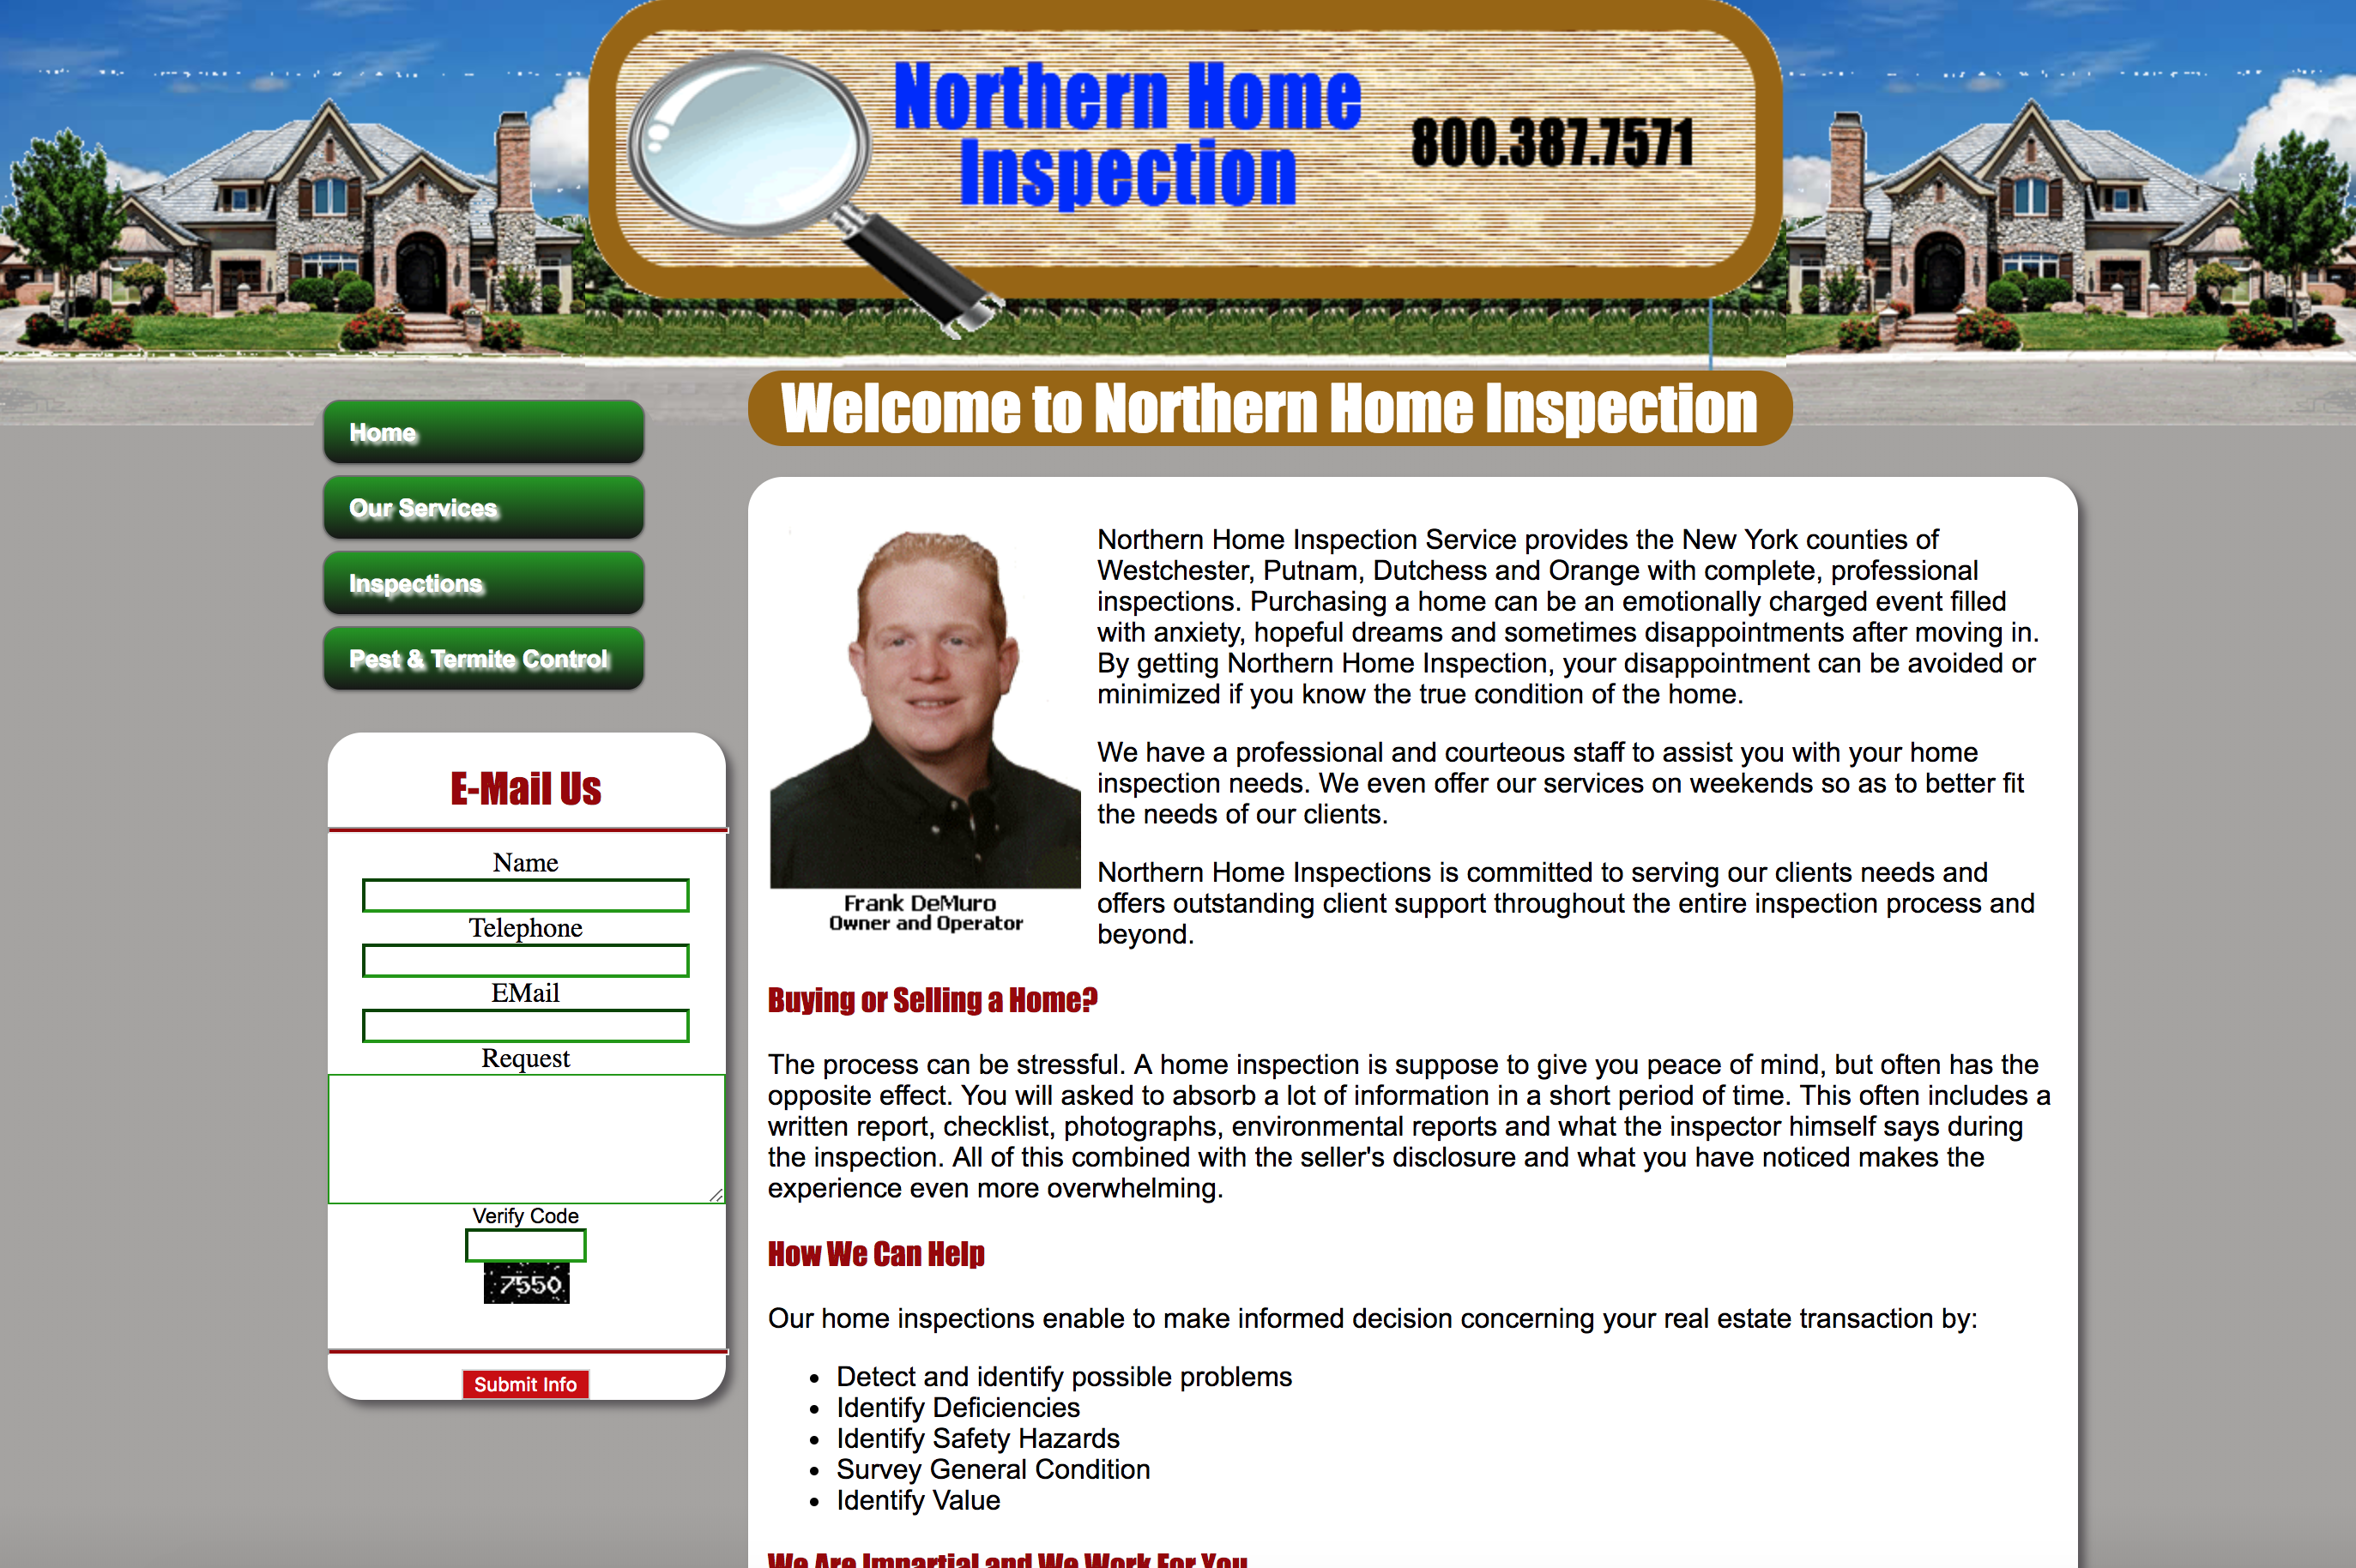 Northern Home
Inspection
800.387.7571
Welcome to Northern Home Inspection
Home
Our Services
Inspections
Pest & Termite Control
E-Mail Us
Name
Telephone
EMail
Request
Verify Code
7550
Submit Info
Frank DeMuro
Owner and Operator
Northern Home Inspection Service provides the New York counties of
Westchester, Putnam, Dutchess and Orange with complete, professional
inspections. Purchasing a home can be an emotionally charged event filled
with anxiety, hopeful dreams and sometimes disappointments after moving in.
By getting Northern Home Inspection, your disappointment can be avoided or
minimized if you know the true condition of the home.
We have a professional and courteous staff to assist you with your home
inspection needs. We even offer our services on weekends so as to better fit
the needs of our clients.
Northern Home Inspections is committed to serving our clients needs and
offers outstanding client support throughout the entire inspection process and
beyond.
Buying or Selling a Home?
The process can be stressful. A home inspection is suppose to give you peace of mind, but often has the
opposite effect. You will asked to absorb a lot of information in a short period of time. This often includes a
written report, checklist, photographs, environmental reports and what the inspector himself says during
the inspection. All of this combined with the seller's disclosure and what you have noticed makes the
experience even more overwhelming.
How We Can Help
Our home inspections enable to make informed decision concerning your real estate transaction by:
• Detect and identify possible problems
• Identify Deficiencies
• Identify Safety Hazards
• Survey General Condition
• Identify Value
We Are Impartial and We Work For You